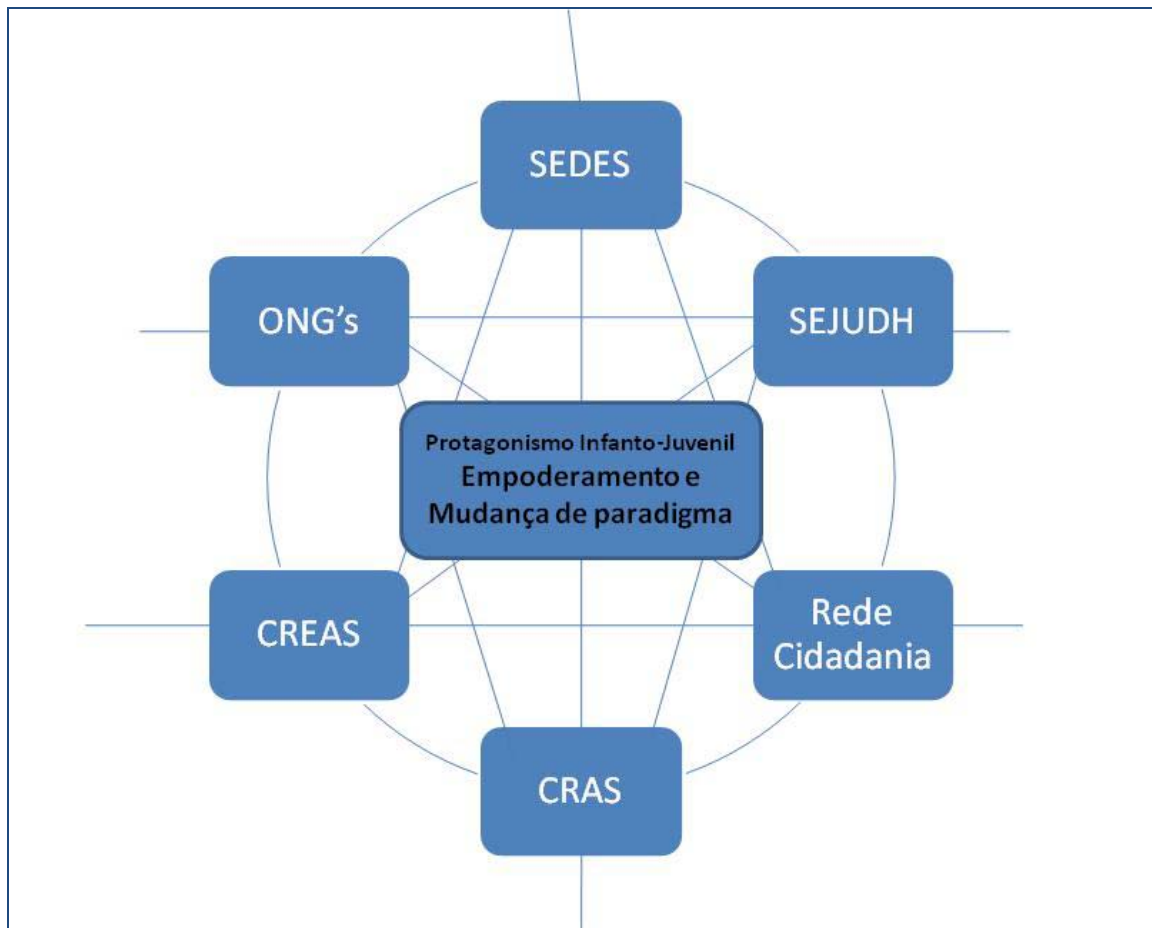 SEDES
ONG's
SEJUDH
Protagonismo Infanto-Juvenil
Empoderamento e
Mudança de paradigma
CREAS
Rede
Cidadania
CRAS